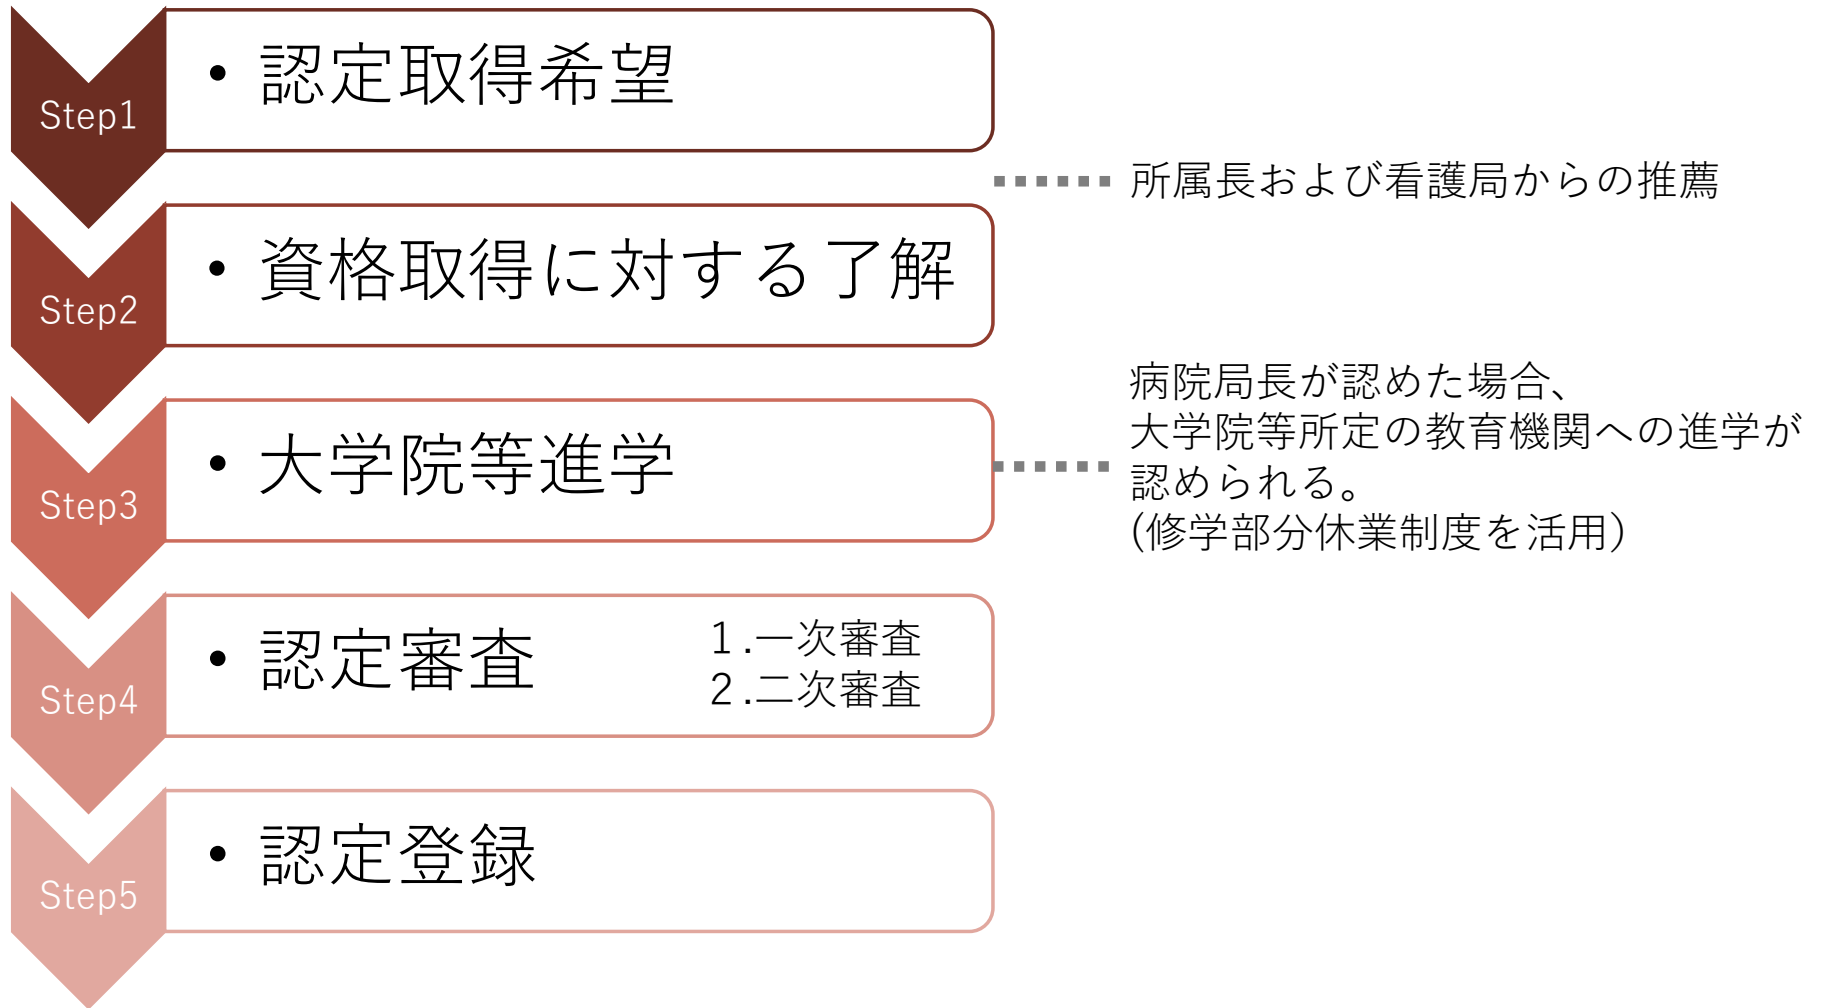 Step1
・認定取得希望
所属長および看護局からの推薦
Step2
・資格取得に対する了解
Step3
・大学院等進学
病院局長が認めた場合、
大学院等所定の教育機関への進学が
認められる。
(修学部分休業制度を活用)
Step4
・認定審査
1.一次審査
2.二次審査
Step5
・認定登録